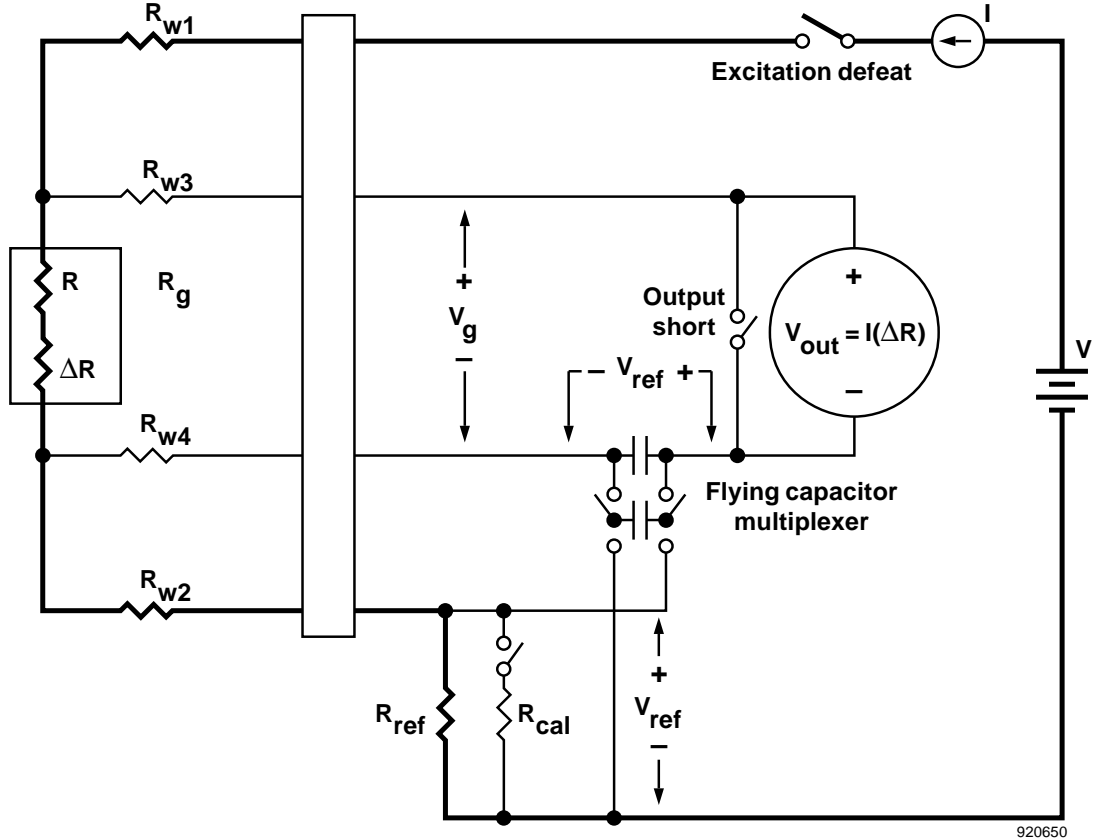 Rw1
I
Excitation defeat
Rw3
R
Rg
ΔR
+
Vg
−
Output
short
+
Vout = I(ΔR)
−
V
− Vref +
Rw4
Flying capacitor
multiplexer
Rw2
Rref
Rcal
+
Vref
−
920650